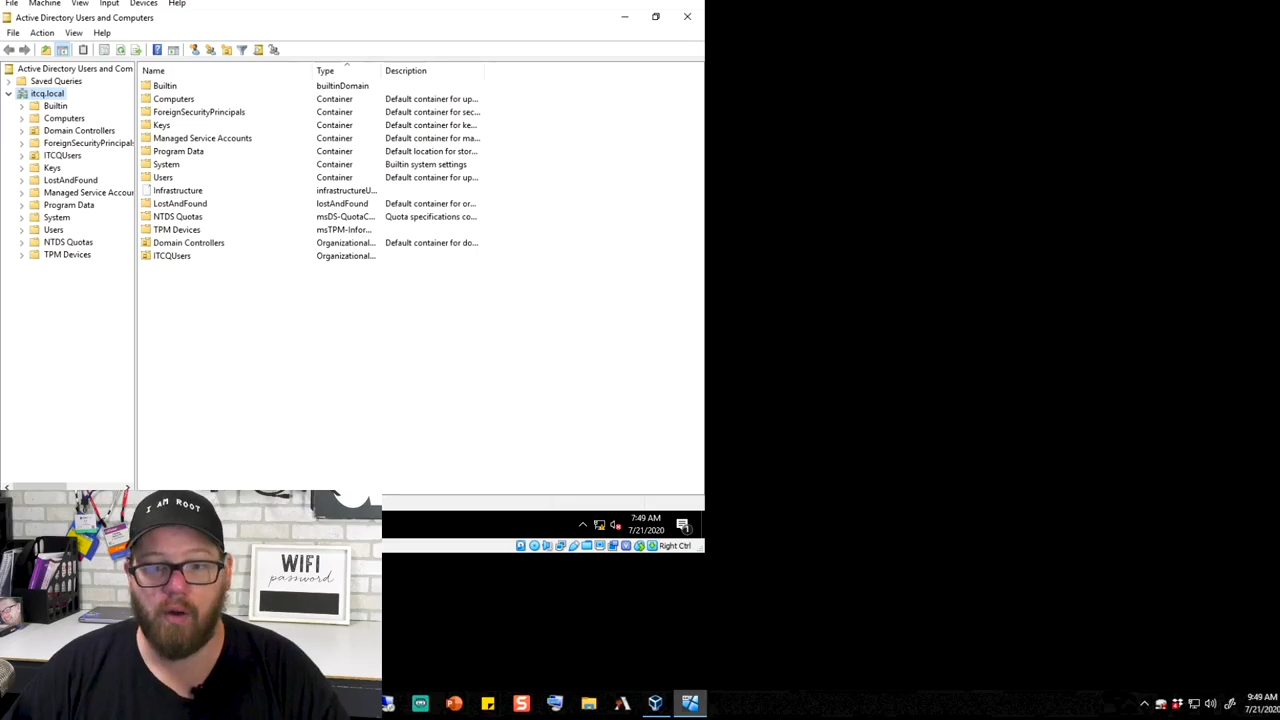 File Machine View Input Devices Help
Active Directory Users and Computers
File Action View Help
Active Directory Users and Com
Saved Queries
itcq.local
Builtin
Computers
Domain Controllers
ForeignSecurityPrincipals
ITCQUsers
Keys
LostAndFound
Managed Service Accour
Program Data
System
Users
NTDS Quotas
TPM Devices
Name Type Description
Builtin builtinDomain
Computers Container Default container for up...
ForeignSecurityPrincipals Container Default container for sec...
Keys Container Default container for ke...
Managed Service Accounts Container Default container for ma...
Program Data Container Default location for stor...
System Container Builtin system settings
Users Container Default container for up...
Infrastructure infrastructureU...
LostAndFound lostAndFound Default container for or...
NTDS Quotas msDS-QuotaC... Quota specifications co...
TPM Devices msTPM-Infor...
Domain Controllers Organizational... Default container for do...
ITCQUsers Organizational...
7:49 AM
7/21/2020
1
Right Ctrl
I AM ROOT
WIFI
password
9:49 AM
7/21/2020